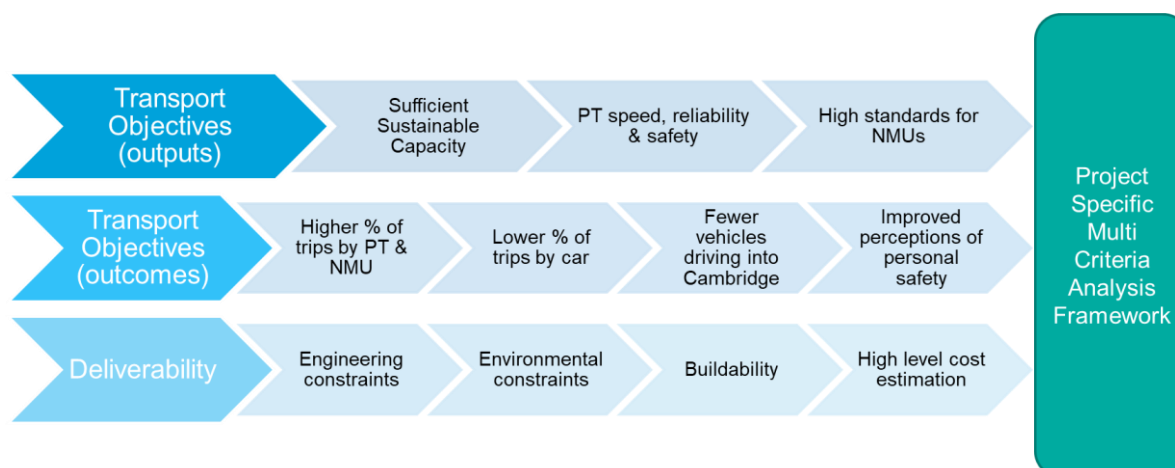 Transport
Objectives
(outputs)
Sufficient
Sustainable
Capacity
PT speed, reliability
& safety
High standards for
NMUs
Transport
Objectives
(outcomes)
Higher % of
trips by PT &
NMU
Lower % of
trips by car
Fewer
vehicles
driving into
Cambridge
Improved
perceptions of
personal
safety
Deliverability
Engineering
constraints
Environmental
constraints
Buildability
High level cost
estimation
Project
Specific
Multi
Criteria
Analysis
Framework